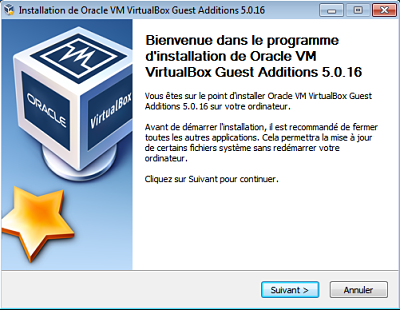 Installation de Oracle VM VirtualBox Guest Additions 5.0.16
Bienvenue dans le programme
d'installation de Oracle VM
VirtualBox Guest Additions 5.0.16
Vous êtes sur le point d'installer Oracle VM VirtualBox Guest
Additions 5.0.16 sur votre ordinateur.
Avant de démarrer l'installation, il est recommandé de fermer
toutes les autres applications. Cela permettra la mise à jour
de certains fichiers système sans redémarrer votre
ordinateur.
Cliquez sur Suivant pour continuer.
ORACLE
VirtualBox
Suivant >
Annuler